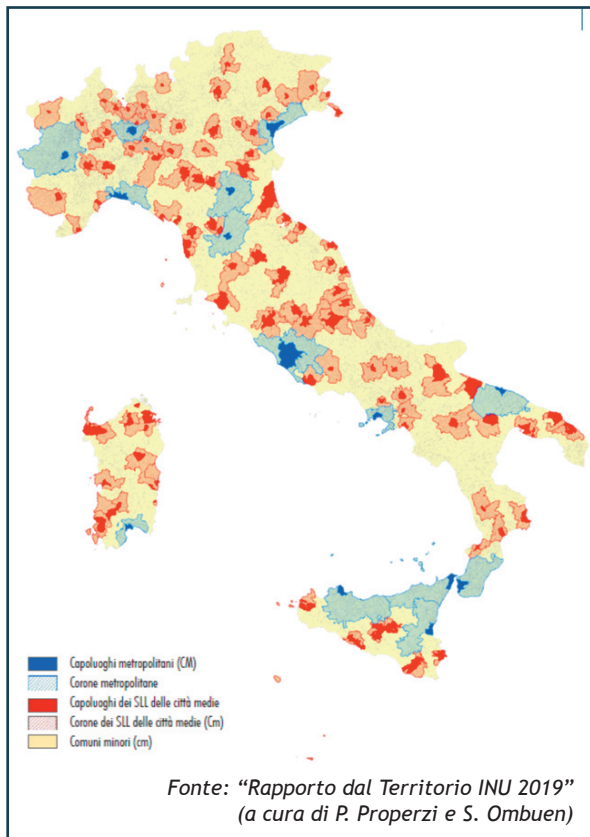 Capoluoghi metropolitani (CM)
Corone metropolitane
Capoluoghi dei SLL delle città medie
Corone dei SLL delle città medie (Cm)
Comuni minori (cm)
Fonte: “Rapporto dal Territorio INU 2019”
(a cura di P. Properzi e S. Ombuen)